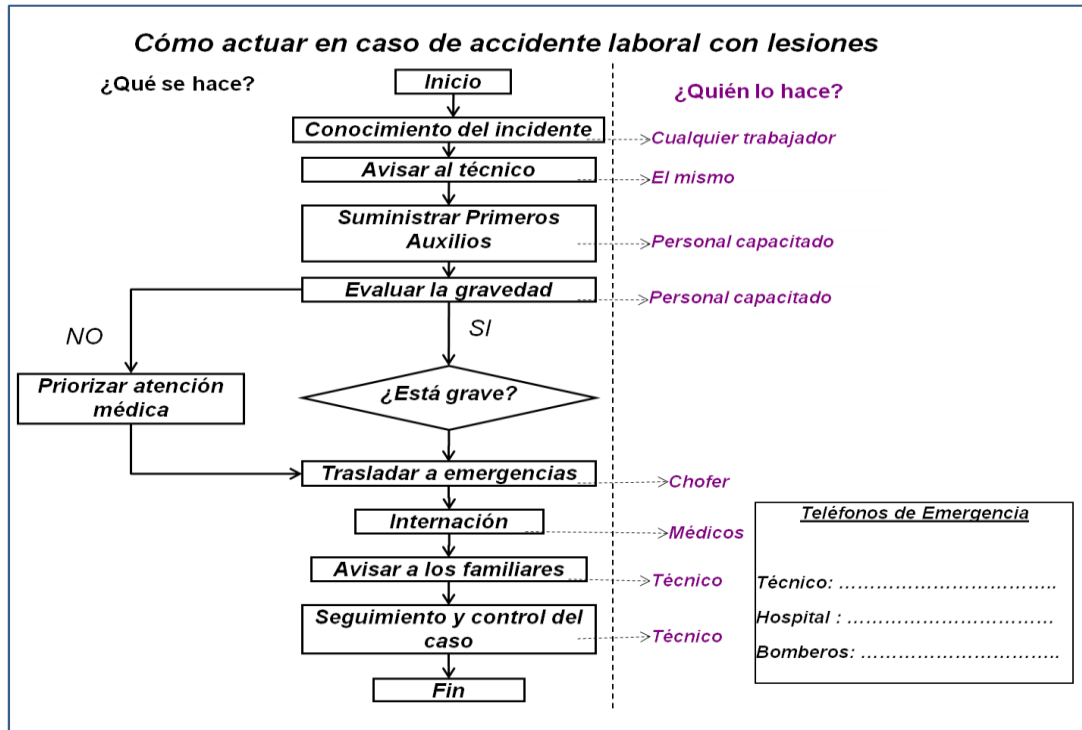 Cómo actuar en caso de accidente laboral con lesiones
¿Qué se hace?
¿Quién lo hace?
Inicio
Conocimiento del incidente
Cualquier trabajador
Avisar al técnico
El mismo
Suministrar Primeros
Auxilios
Personal capacitado
Evaluar la gravedad
Personal capacitado
NO
SI
Priorizar atención
médica
¿Está grave?
Trasladar a emergencias
Chofer
Internación
Médicos
Avisar a los familiares
Técnico
Seguimiento y control del
caso
Técnico
Fin
Teléfonos de Emergencia
Técnico: ……………………………..
Hospital : ……………………………
Bomberos: …………………………..